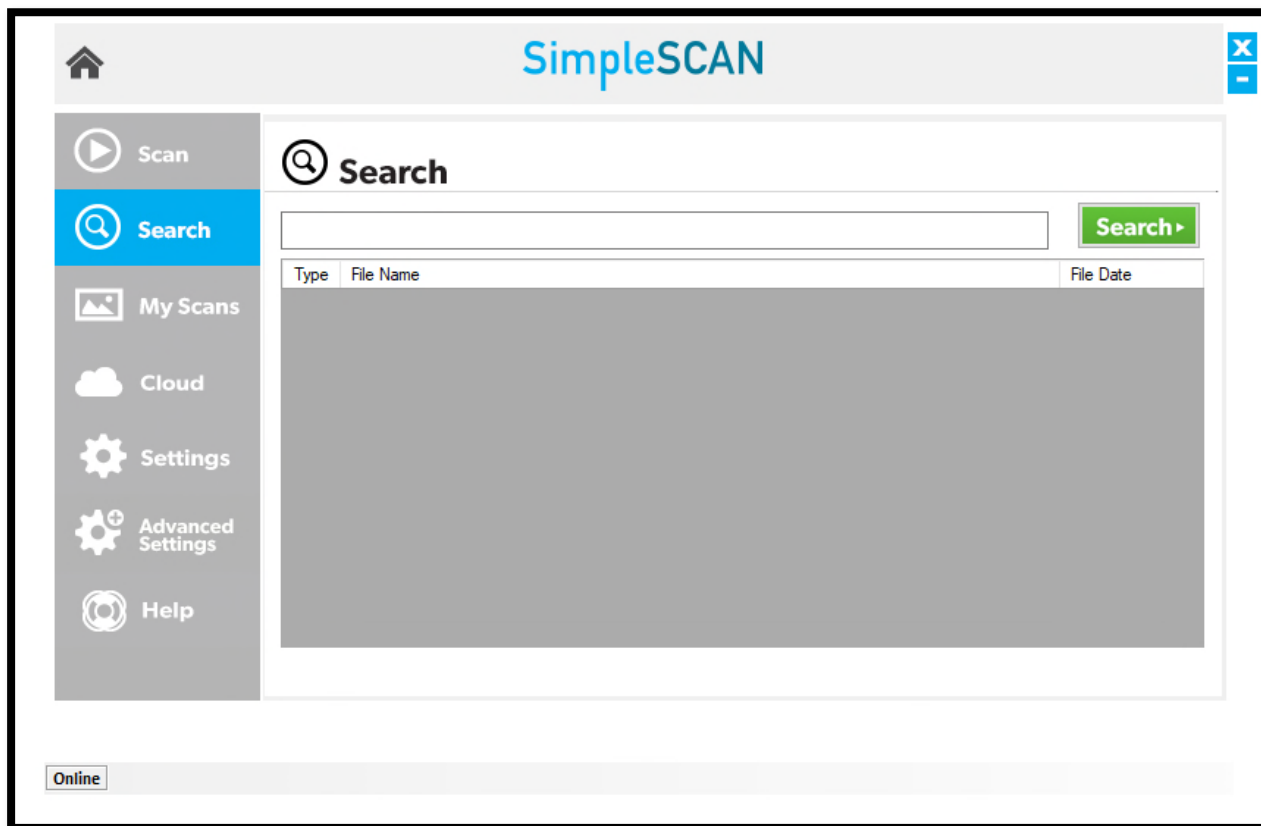 SimpleSCAN
X
-
Scan
Search
My Scans
Cloud
Settings
Advanced
Settings
Help
Search
Search
Type File Name File Date
Online